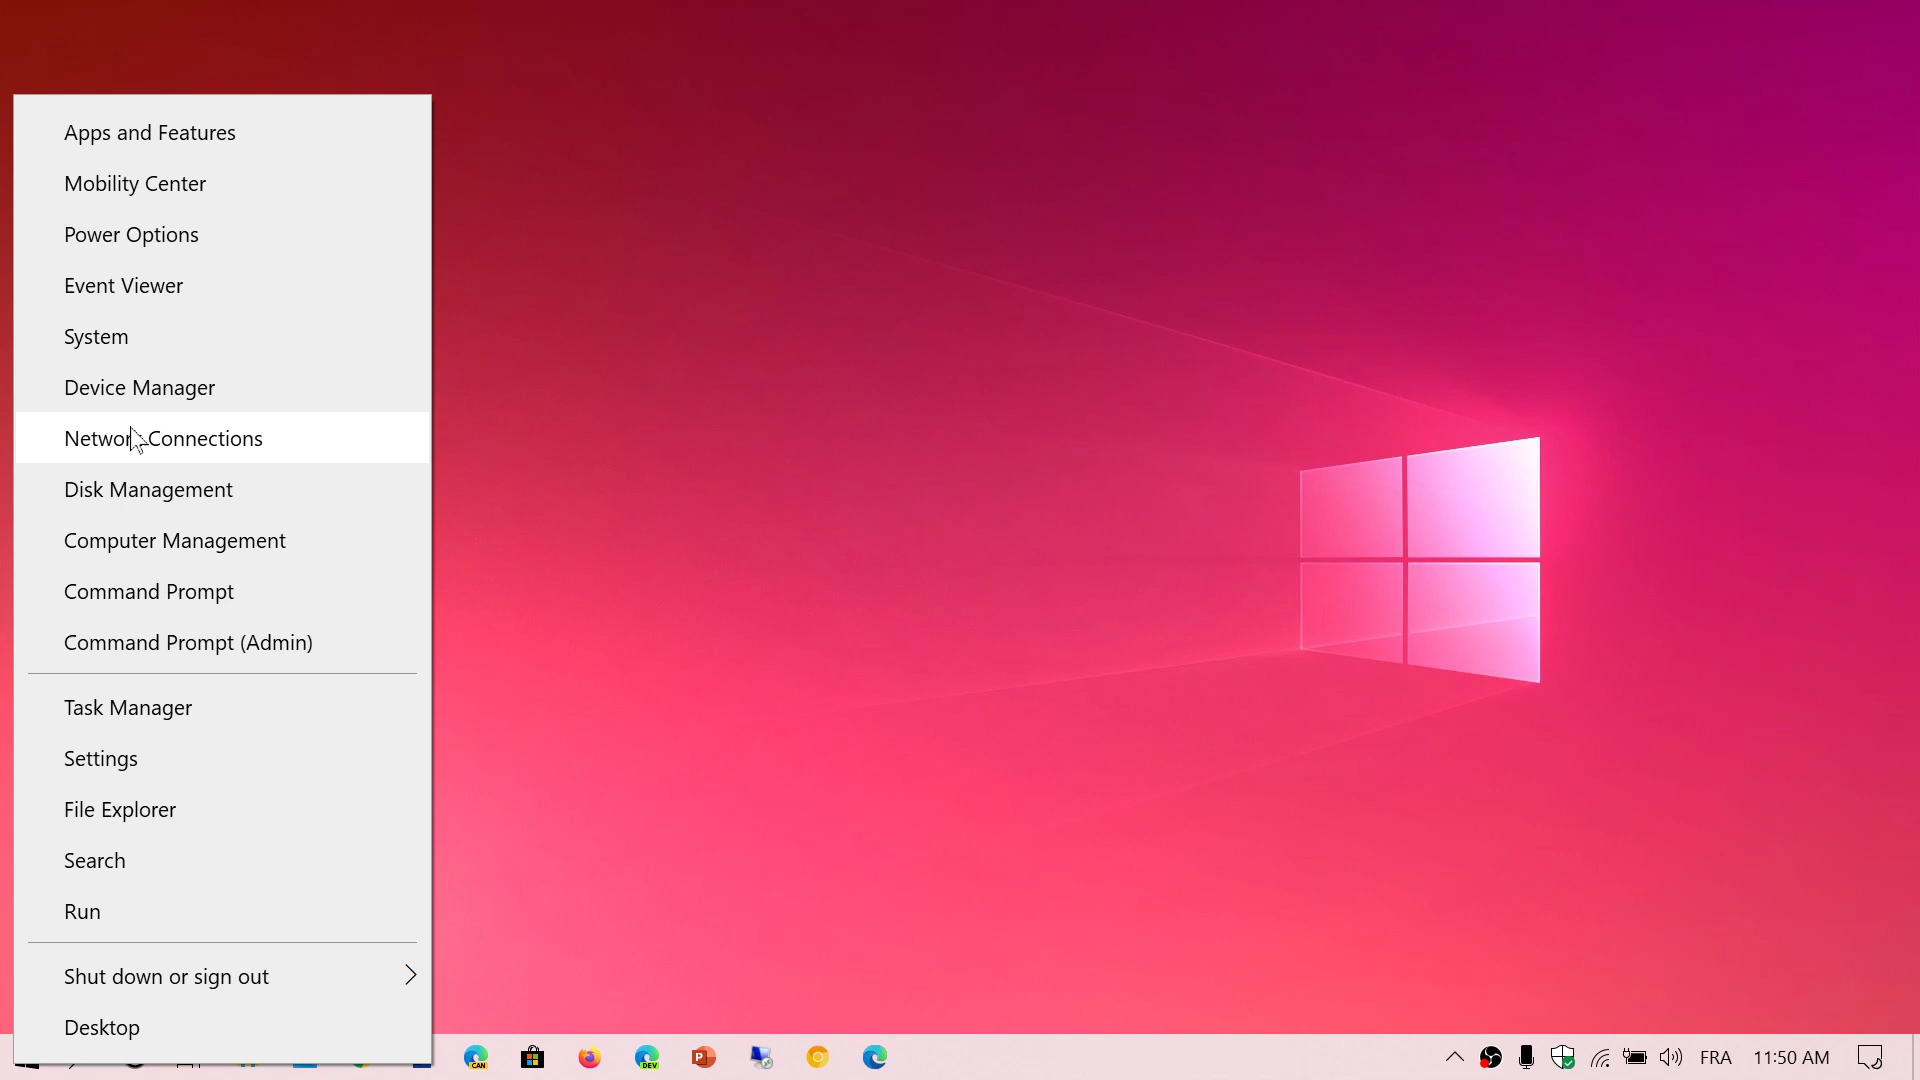 Apps and Features
Mobility Center
Power Options
Event Viewer
System
Device Manager
Network Connections
Disk Management
Computer Management
Command Prompt
Command Prompt (Admin)
Task Manager
Settings
File Explorer
Search
Run
Shut down or sign out
Desktop
CAN
DEV
P
FRA
11:50 AM